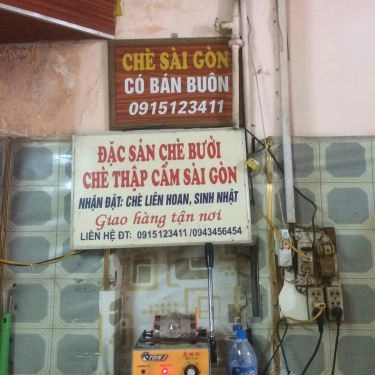 CHÈ SÀI GÒN
CÓ BÁN BUÔN
0915123411
ĐẶC SẢN CHÈ BƯỞI
CHÈ THẬP CẨM SÀI GÒN
NHẬN ĐẶT: CHÈ LIÊN HOAN, SINH NHẬT
Giao hàng tận nơi
LIÊN HỆ ĐT: 0915123411 /0943456454